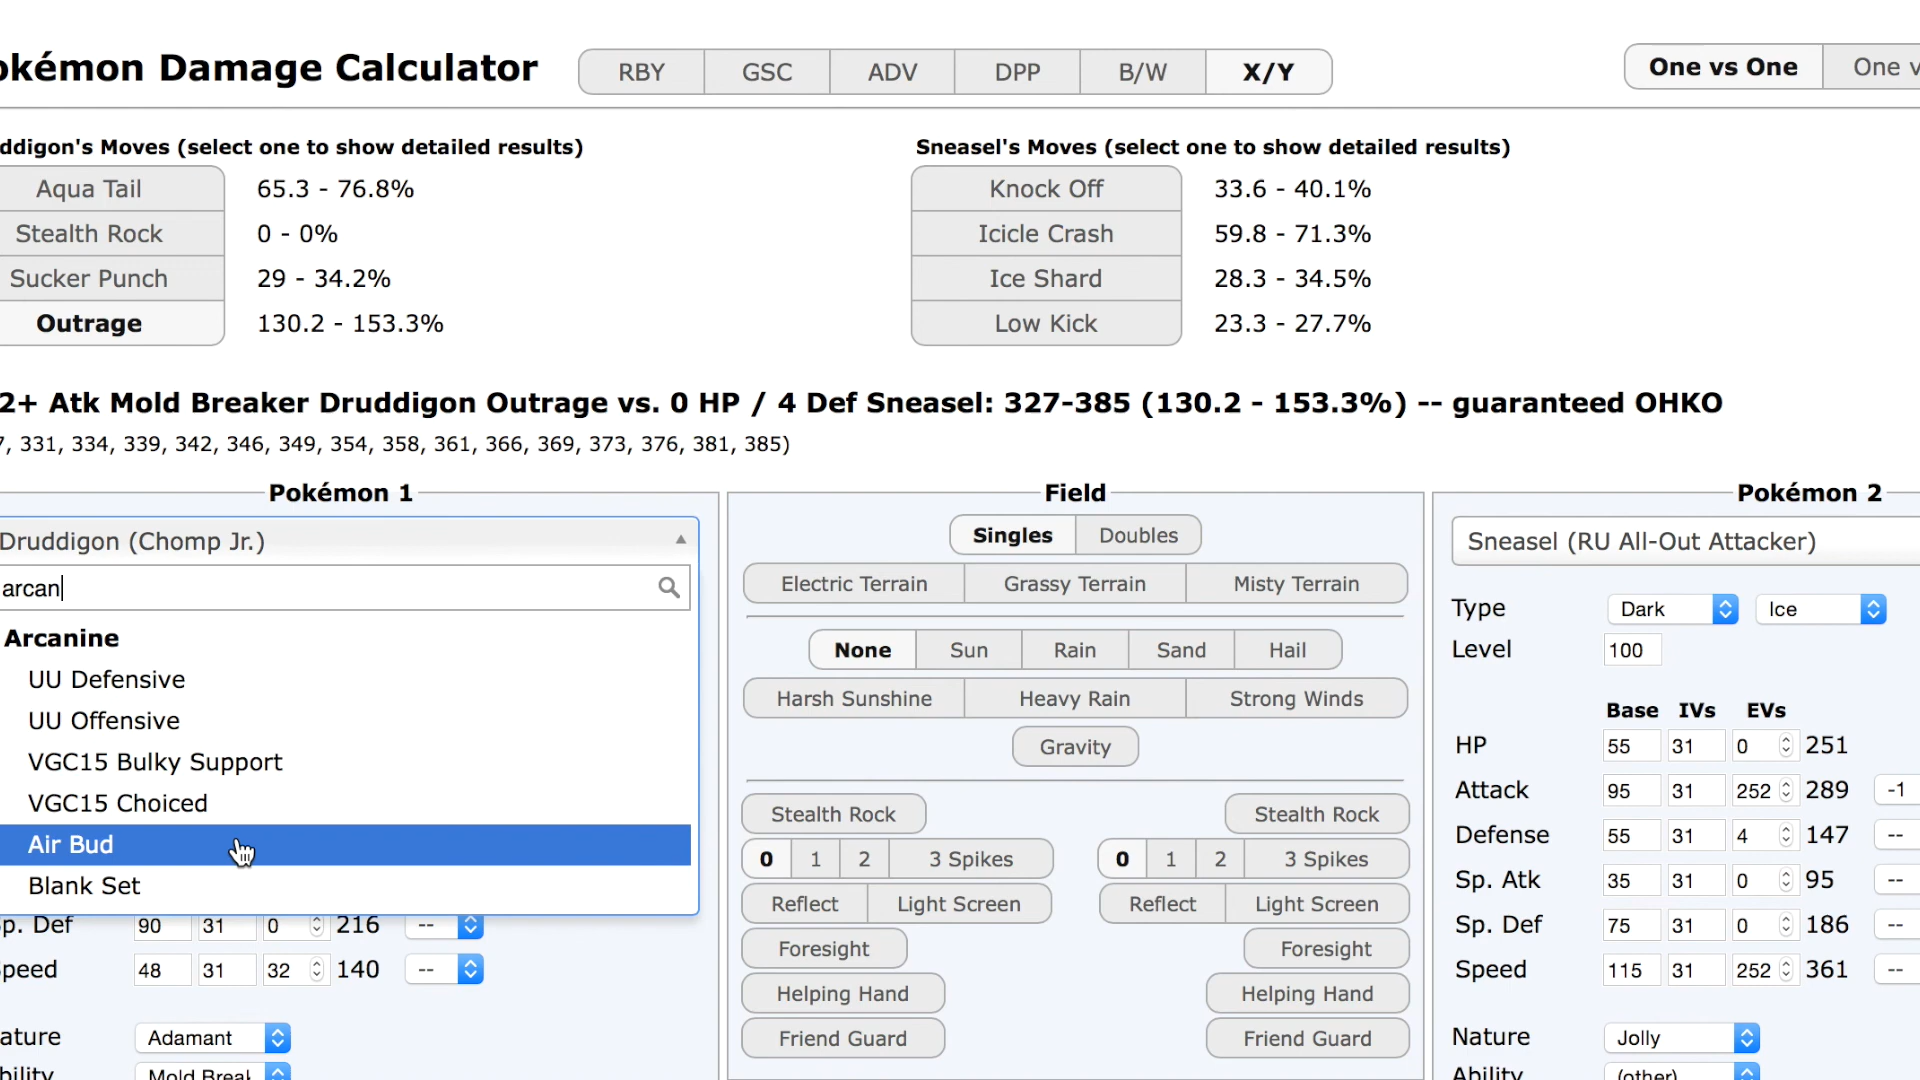 okémon Damage Calculator
RBY GSC ADV DPP B/W X/Y
One vs One One v
ddigon's Moves (select one to show detailed results)
Aqua Tail 65.3 - 76.8%
Stealth Rock 0 - 0%
Sucker Punch 29 - 34.2%
Outrage 130.2 - 153.3%
Sneasel's Moves (select one to show detailed results)
Knock Off 33.6 - 40.1%
Icicle Crash 59.8 - 71.3%
Ice Shard 28.3 - 34.5%
Low Kick 23.3 - 27.7%
2+ Atk Mold Breaker Druddigon Outrage vs. 0 HP / 4 Def Sneasel: 327-385 (130.2 - 153.3%) -- guaranteed OHKO
7, 331, 334, 339, 342, 346, 349, 354, 358, 361, 366, 369, 373, 376, 381, 385)
Pokémon 1
Druddigon (Chomp Jr.)
arcan
Arcanine
UU Defensive
UU Offensive
VGC15 Bulky Support
VGC15 Choiced
Air Bud
Blank Set
p. Def 90 31 0 216 --
peed 48 31 32 140 --
ature Adamant
bility Mold Break
Field
Singles Doubles
Electric Terrain Grassy Terrain Misty Terrain
None Sun Rain Sand Hail
Harsh Sunshine Heavy Rain Strong Winds
Gravity
Stealth Rock Stealth Rock
0 1 2 3 Spikes 0 1 2 3 Spikes
Reflect Light Screen Reflect Light Screen
Foresight Foresight
Helping Hand Helping Hand
Friend Guard Friend Guard
Pokémon 2
Sneasel (RU All-Out Attacker)
Type Dark Ice
Level 100
Base IVs EVs
HP 55 31 0 251
Attack 95 31 252 289 -1
Defense 55 31 4 147 --
Sp. Atk 35 31 0 95 --
Sp. Def 75 31 0 186 --
Speed 115 31 252 361 --
Nature Jolly
Ability (other)